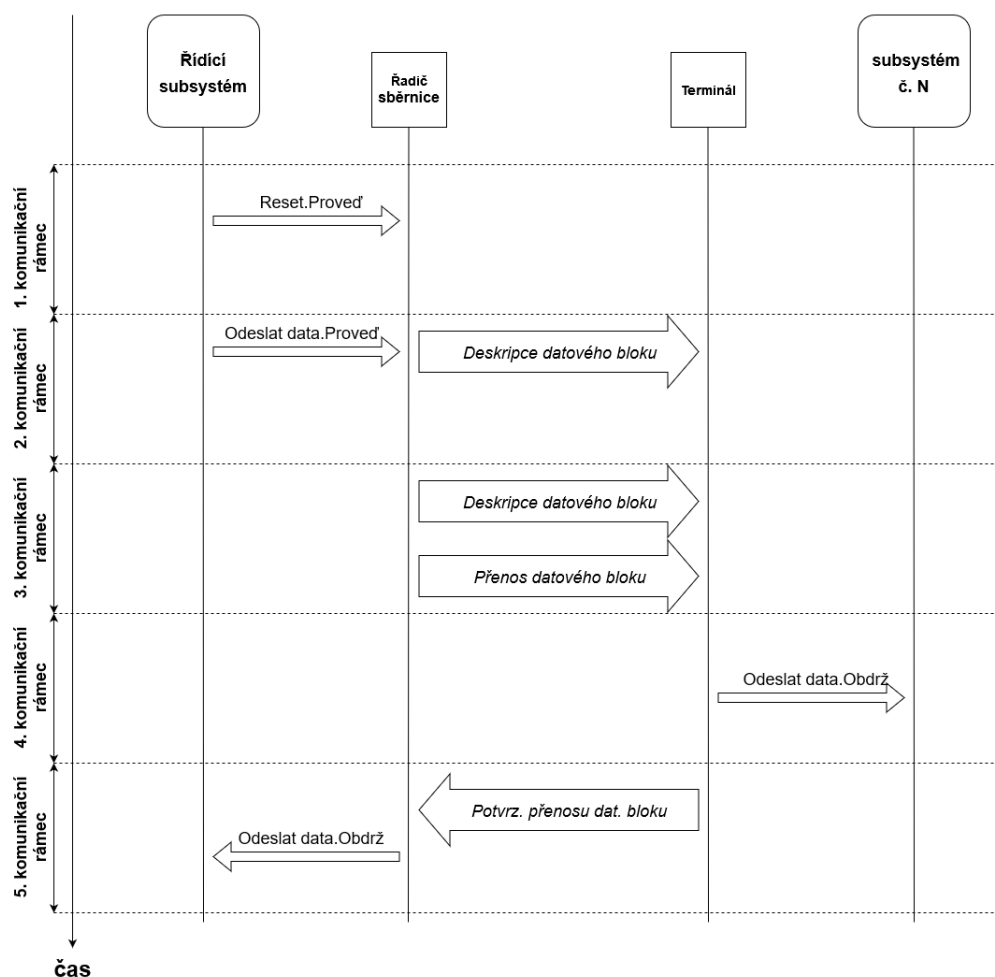 Řídící
subsystém
Řadič
sběrnice
Terminál
subsystém
č. N
1. komunikační
rámec
Reset.Proveď
2. komunikační
rámec
Odeslat data.Proveď
Deskripce datového bloku
3. komunikační
rámec
Deskripce datového bloku
Přenos datového bloku
4. komunikační
rámec
Odeslat data.Obdrž
5. komunikační
rámec
Potvrz. přenosu dat. bloku
Odeslat data.Obdrž
čas